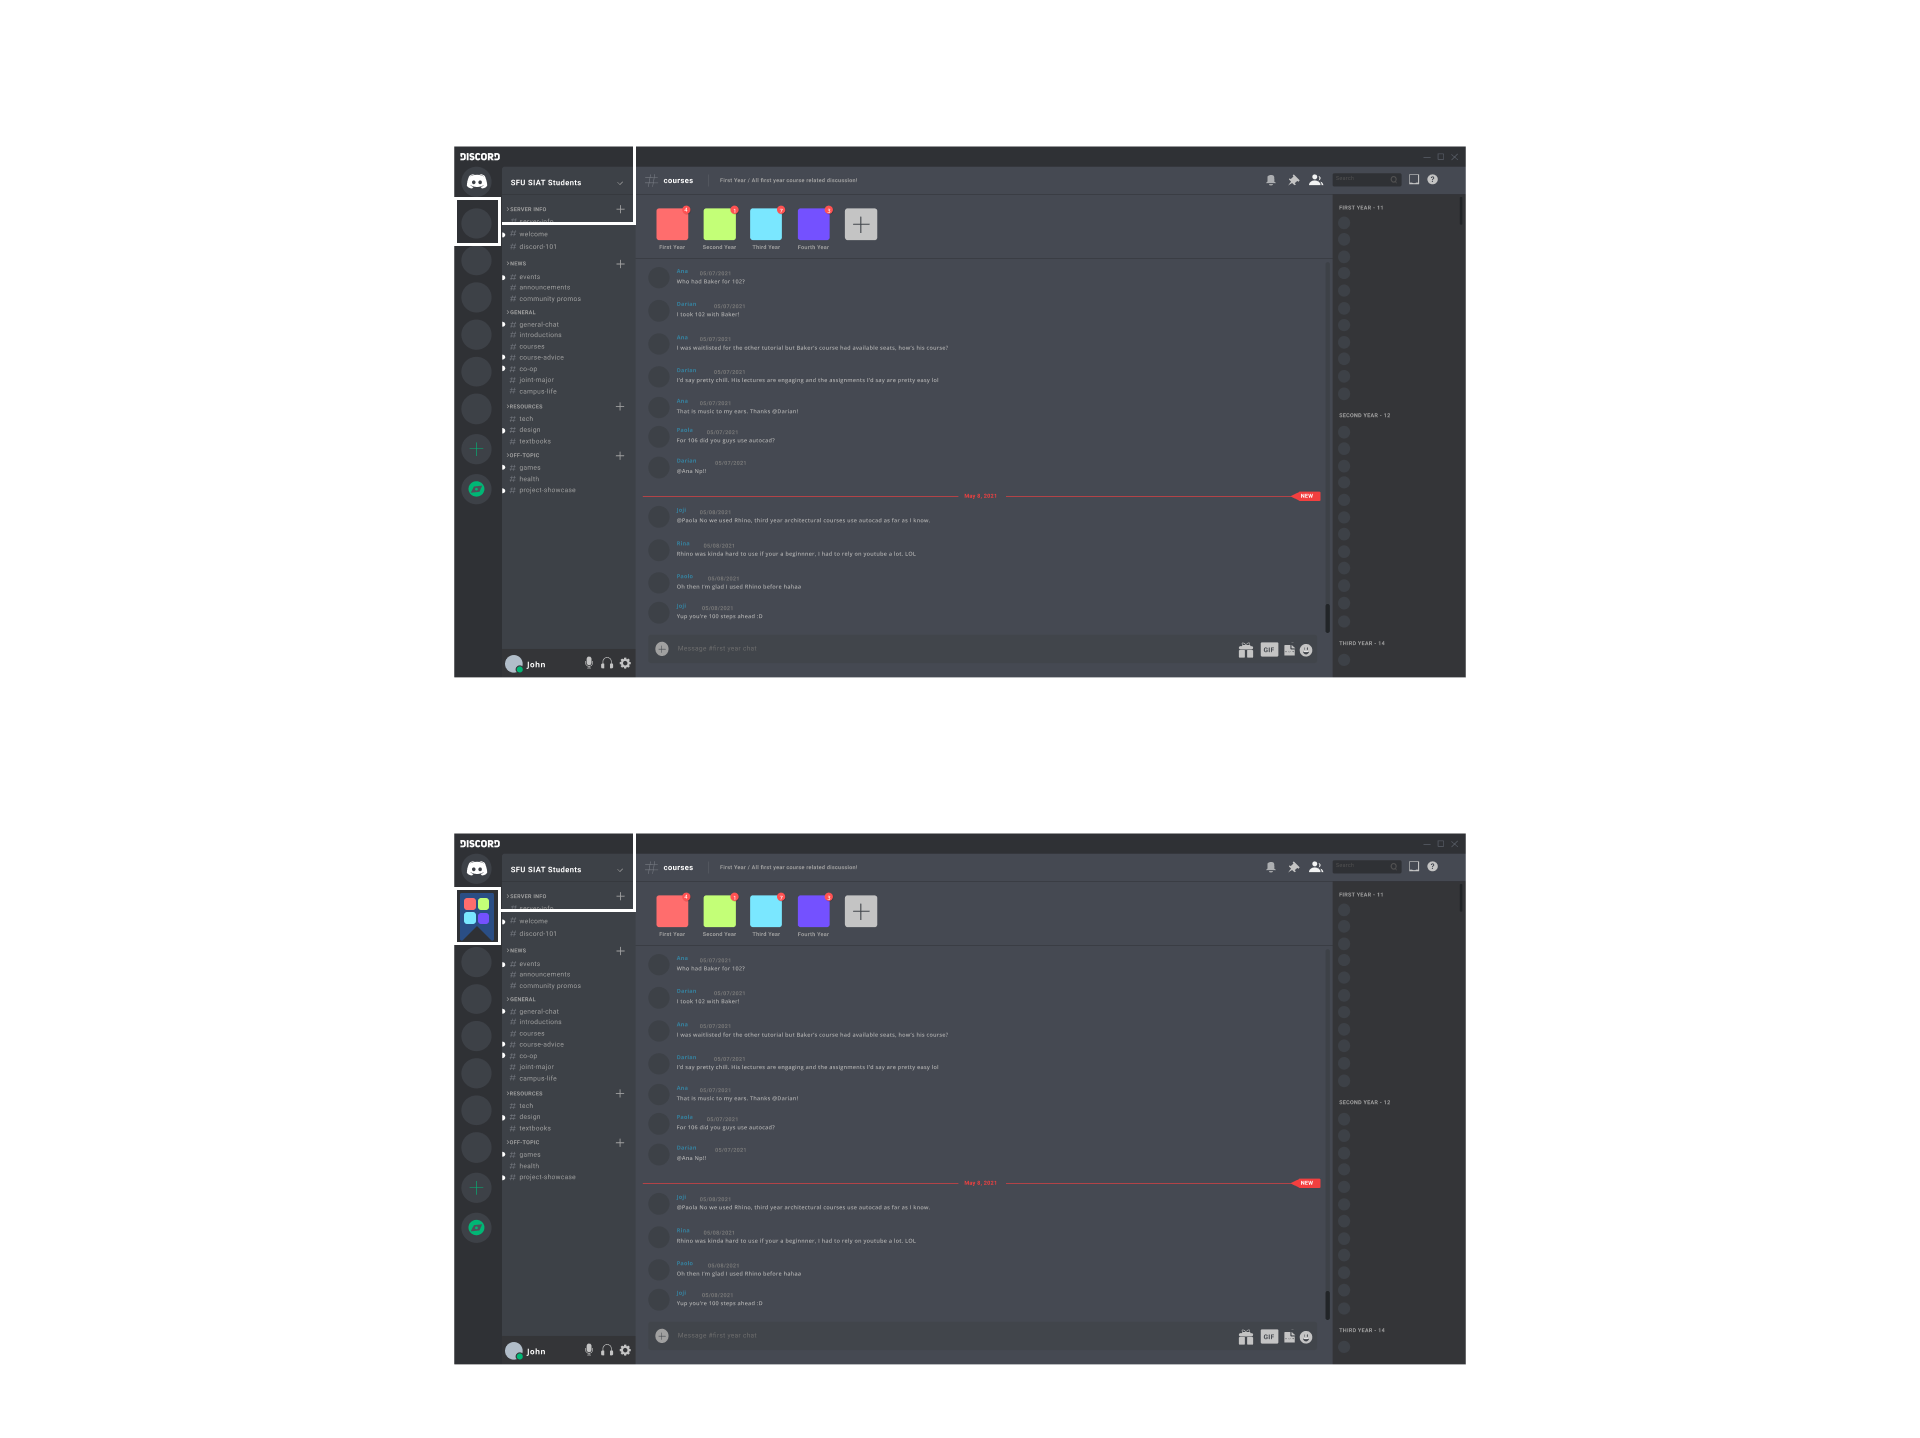 DISCORD
SFU SIAT Students
# courses
First Year / All first year course related discussion!
SERVER INFO
# server-info
# welcome
# discord-101
NEWS
# events
# announcements
# community promos
GENERAL
# general-chat
# introductions
# courses
# course-advice
# co-op
# joint-major
# campus-life
RESOURCES
# tech
# design
# textbooks
OFF-TOPIC
# games
# health
# project-showcase
John
First Year
Second Year
Third Year
Fourth Year
Ana 05/07/2021
Who had Baker for 102?
Darian 05/07/2021
I took 102 with Baker!
Ana 05/07/2021
I was waitlisted for the other tutorial but Baker's course had available seats, how's his course?
Darian 05/07/2021
I'd say pretty chill. His lectures are engaging and the assignments I'd say are pretty easy lol
Ana 05/07/2021
That is music to my ears. Thanks @Darian!
Paola 05/07/2021
For 106 did you guys use autocad?
Darian 05/07/2021
@Ana Np!!
May 8, 2021 NEW
Joji 05/08/2021
@Paola No we used Rhino, third year architectural courses use autocad as far as I know.
Rina 05/08/2021
Rhino was kinda hard to use if your a beginnner, I had to rely on youtube a lot. LOL
Paola 05/08/2021
Oh then I'm glad I used Rhino before hahaa
Joji 05/08/2021
Yup you're 100 steps ahead :D
Message #first year chat
GIF
Search
FIRST YEAR - 11
SECOND YEAR - 12
THIRD YEAR - 14
DISCORD
SFU SIAT Students
# courses
First Year / All first year course related discussion!
SERVER INFO
# server-info
# welcome
# discord-101
NEWS
# events
# announcements
# community promos
GENERAL
# general-chat
# introductions
# courses
# course-advice
# co-op
# joint-major
# campus-life
RESOURCES
# tech
# design
# textbooks
OFF-TOPIC
# games
# health
# project-showcase
John
First Year
Second Year
Third Year
Fourth Year
Ana 05/07/2021
Who had Baker for 102?
Darian 05/07/2021
I took 102 with Baker!
Ana 05/07/2021
I was waitlisted for the other tutorial but Baker's course had available seats, how's his course?
Darian 05/07/2021
I'd say pretty chill. His lectures are engaging and the assignments I'd say are pretty easy lol
Ana 05/07/2021
That is music to my ears. Thanks @Darian!
Paola 05/07/2021
For 106 did you guys use autocad?
Darian 05/07/2021
@Ana Np!!
May 8, 2021 NEW
Joji 05/08/2021
@Paola No we used Rhino, third year architectural courses use autocad as far as I know.
Rina 05/08/2021
Rhino was kinda hard to use if your a beginnner, I had to rely on youtube a lot. LOL
Paola 05/08/2021
Oh then I'm glad I used Rhino before hahaa
Joji 05/08/2021
Yup you're 100 steps ahead :D
Message #first year chat
GIF
Search
FIRST YEAR - 11
SECOND YEAR - 12
THIRD YEAR - 14